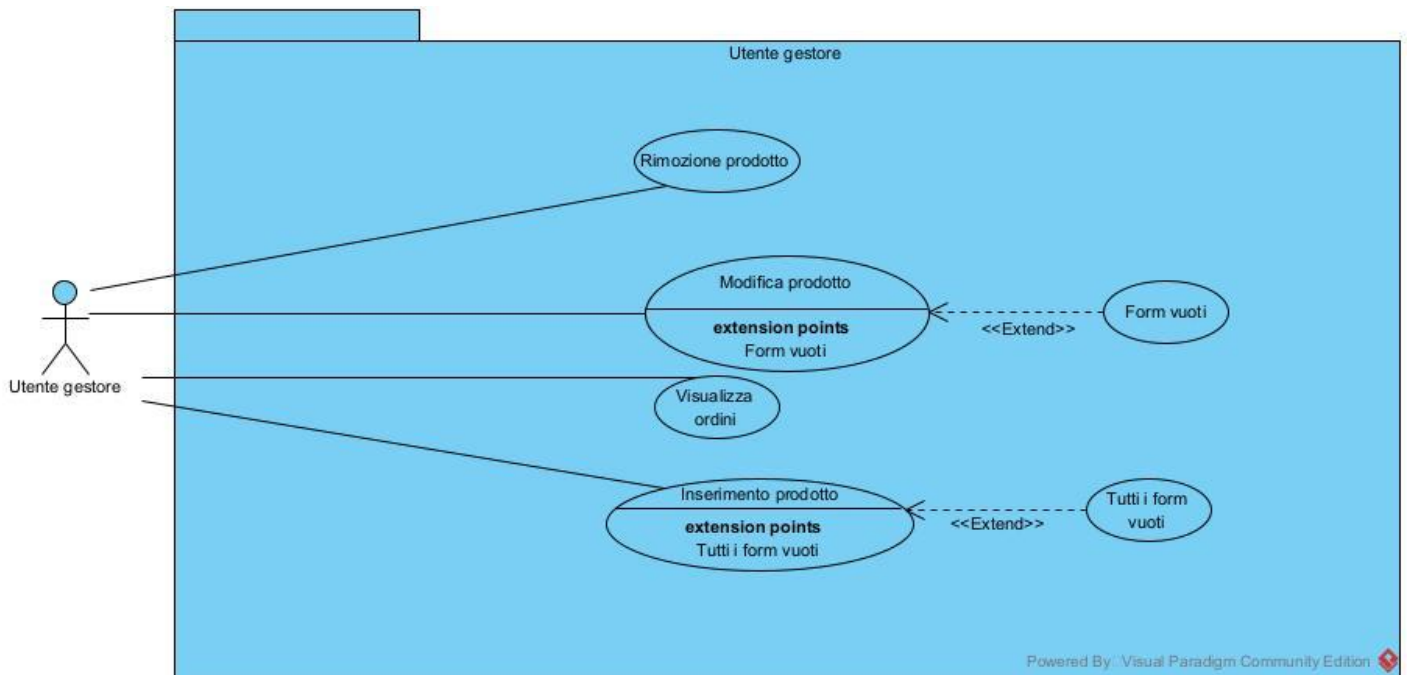 Utente gestore
Rimozione prodotto
Modifica prodotto
extension points
Form vuoti
<<Extend>>
Form vuoti
Utente gestore
Visualizza
ordini
Inserimento prodotto
extension points
Tutti i form vuoti
<<Extend>>
Tutti i form
vuoti
Powered By Visual Paradigm Community Edition